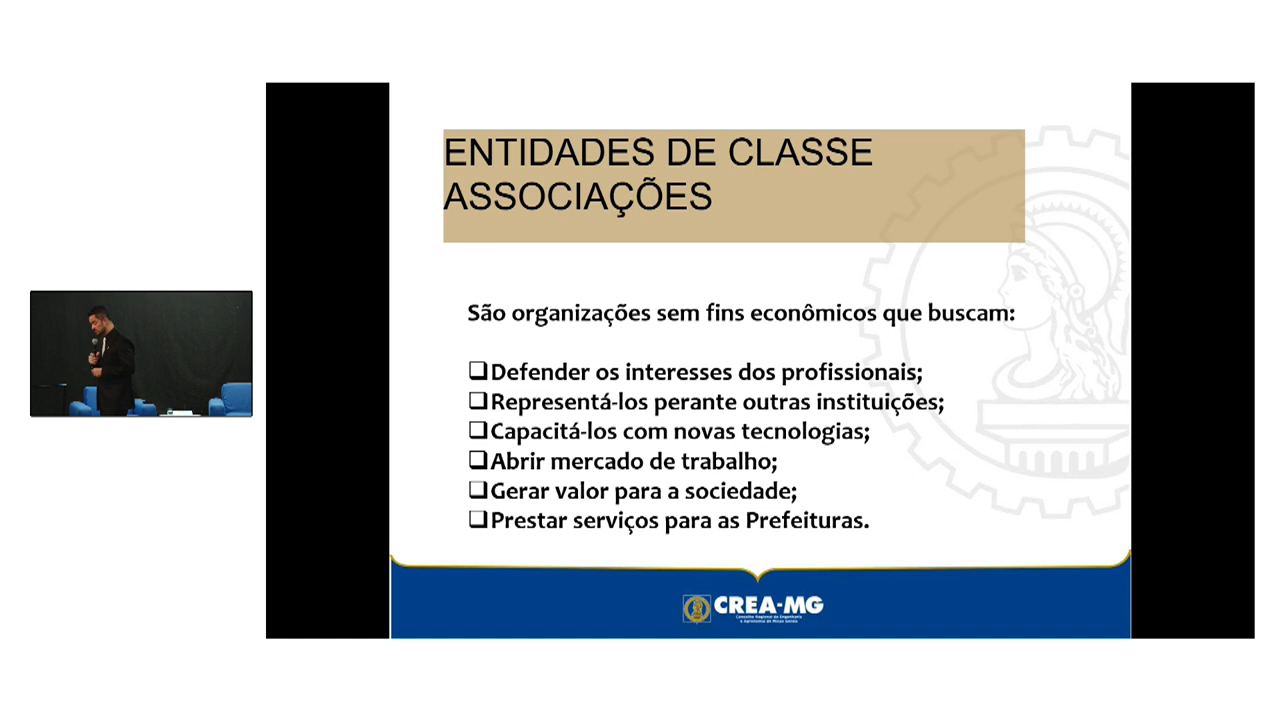 ENTIDADES DE CLASSE
ASSOCIAÇÕES
São organizações sem fins econômicos que buscam:
❑Defender os interesses dos profissionais;
❑Representá-los perante outras instituições;
❑Capacitá-los com novas tecnologias;
❑Abrir mercado de trabalho;
❑Gerar valor para a sociedade;
❑Prestar serviços para as Prefeituras.
CREA-MG
Conselho Regional de Engenharia
e Agronomia de Minas Gerais